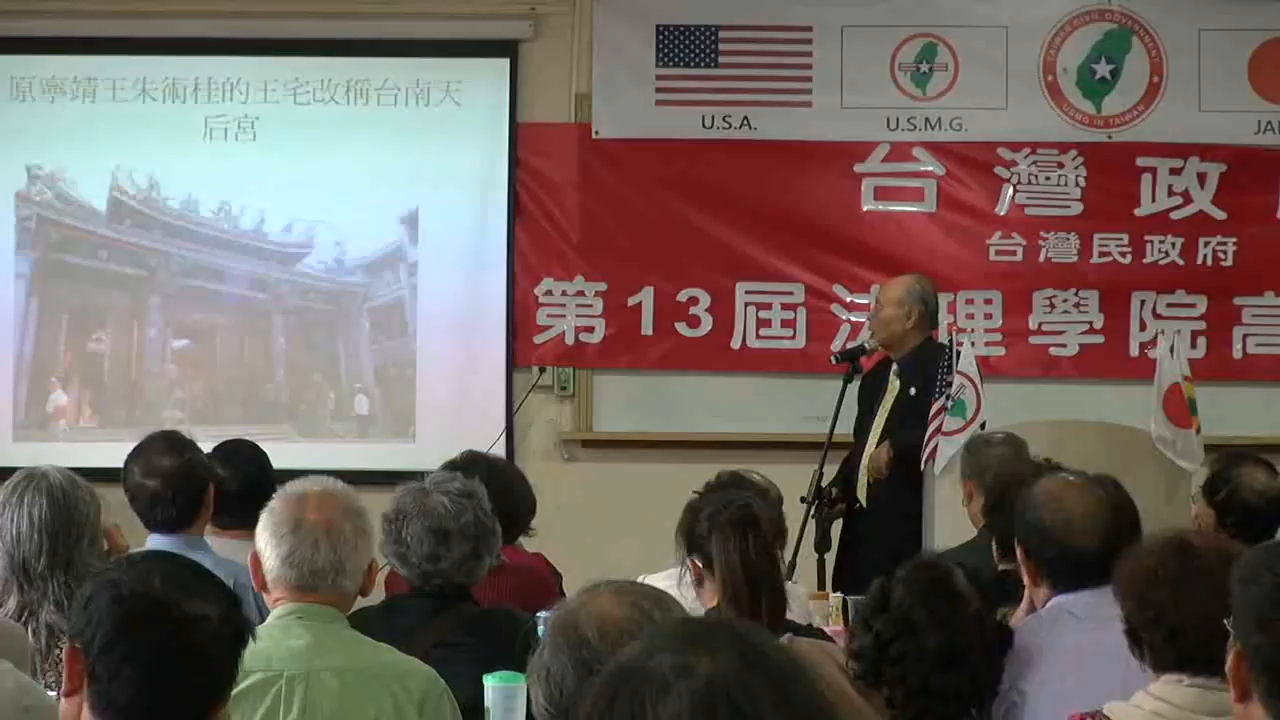 原寧靖王朱術桂的王宅改稱台南天
后宮
U.S.A.
U.S.M.G.
TAIWAN CIVIL GOVERNMENT
USMG IN TAIWAN
台灣政
台灣民政府
第13屆法理學院高